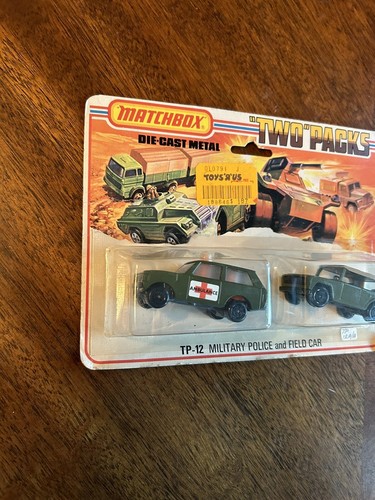 MATCHBOX
"TWO" PACKS
DIE-CAST METAL
TOYS "R" US
AMBULANCE
TP-12 MILITARY POLICE and FIELD CAR